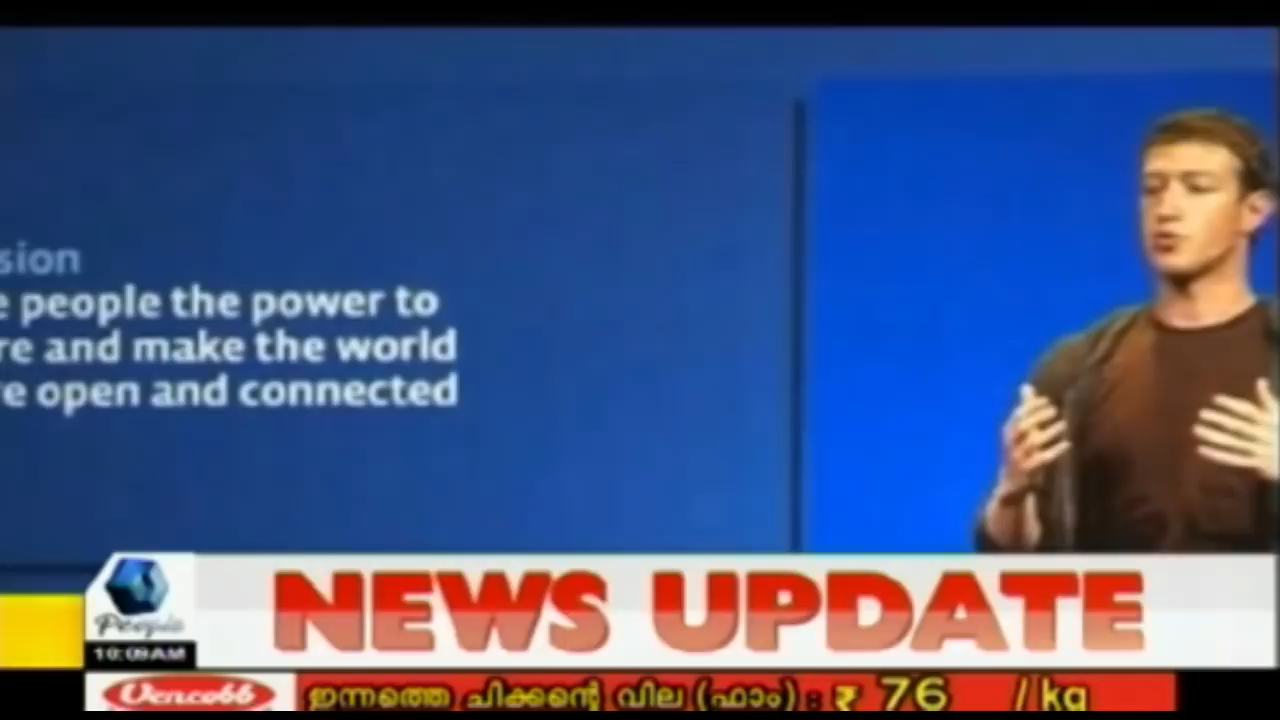 sion
e people the power to
re and make the world
re open and connected
NEWS UPDATE
People
10:09AM
Vencobb
ഇന്നത്തെ ചിക്കന്റെ വില (ഫാം) : ₹ 76 /kg